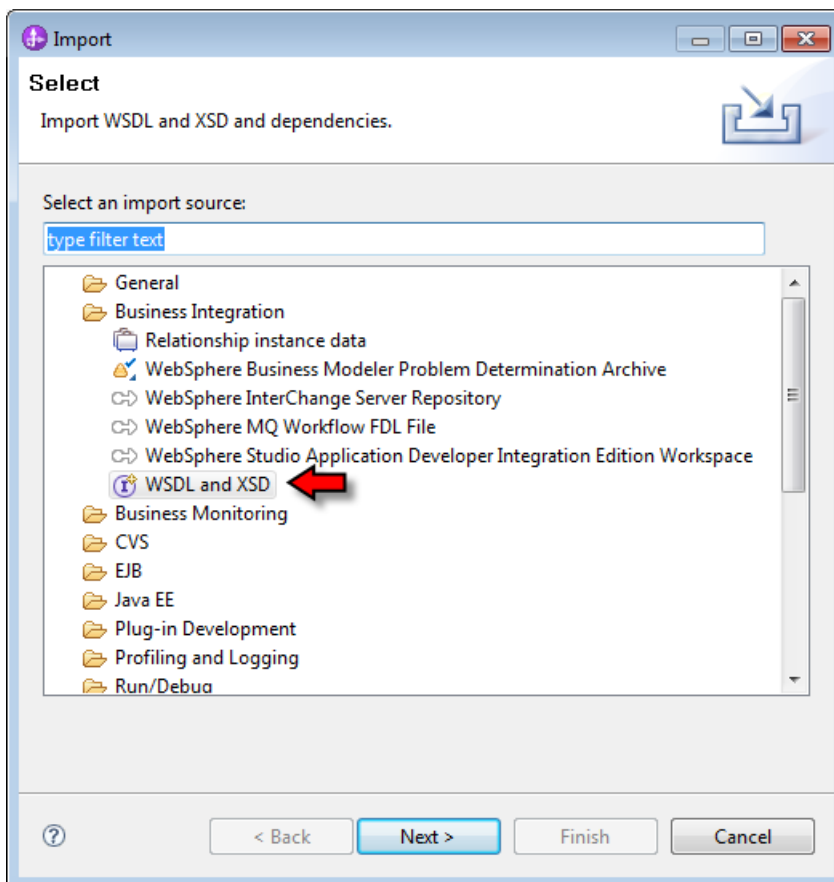 Import
Select
Import WSDL and XSD and dependencies.
Select an import source:
type filter text
General
Business Integration
Relationship instance data
WebSphere Business Modeler Problem Determination Archive
WebSphere InterChange Server Repository
WebSphere MQ Workflow FDL File
WebSphere Studio Application Developer Integration Edition Workspace
WSDL and XSD
Business Monitoring
CVS
EJB
Java EE
Plug-in Development
Profiling and Logging
Run/Debug
< Back Next > Finish Cancel